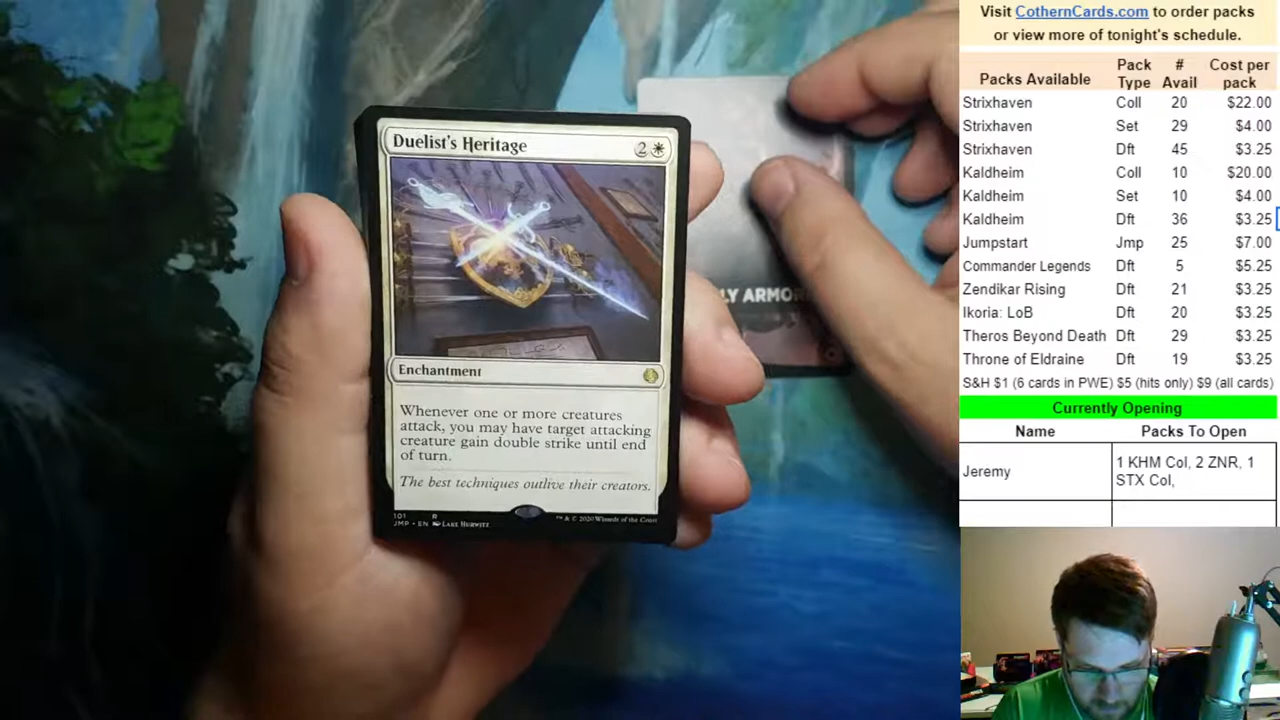 Duelist's Heritage 2
Enchantment
Whenever one or more creatures
attack, you may have target attacking
creature gain double strike until end
of turn.
The best techniques outlive their creators.
101 R
JMP • EN LAKE HURWITZ
™ & © 2020 Wizards of the Coast
LY ARMOR
Visit CothernCards.com to order packs
or view more of tonight's schedule.
Packs Available Pack Type # Avail Cost per pack
Strixhaven Coll 20 $22.00
Strixhaven Set 29 $4.00
Strixhaven Dft 45 $3.25
Kaldheim Coll 10 $20.00
Kaldheim Set 10 $4.00
Kaldheim Dft 36 $3.25
Jumpstart Jmp 25 $7.00
Commander Legends Dft 5 $5.25
Zendikar Rising Dft 21 $3.25
Ikoria: LoB Dft 20 $3.25
Theros Beyond Death Dft 29 $3.25
Throne of Eldraine Dft 19 $3.25
S&H $1 (6 cards in PWE) $5 (hits only) $9 (all cards)
Currently Opening
Name Packs To Open
Jeremy 1 KHM Col, 2 ZNR, 1
STX Col,